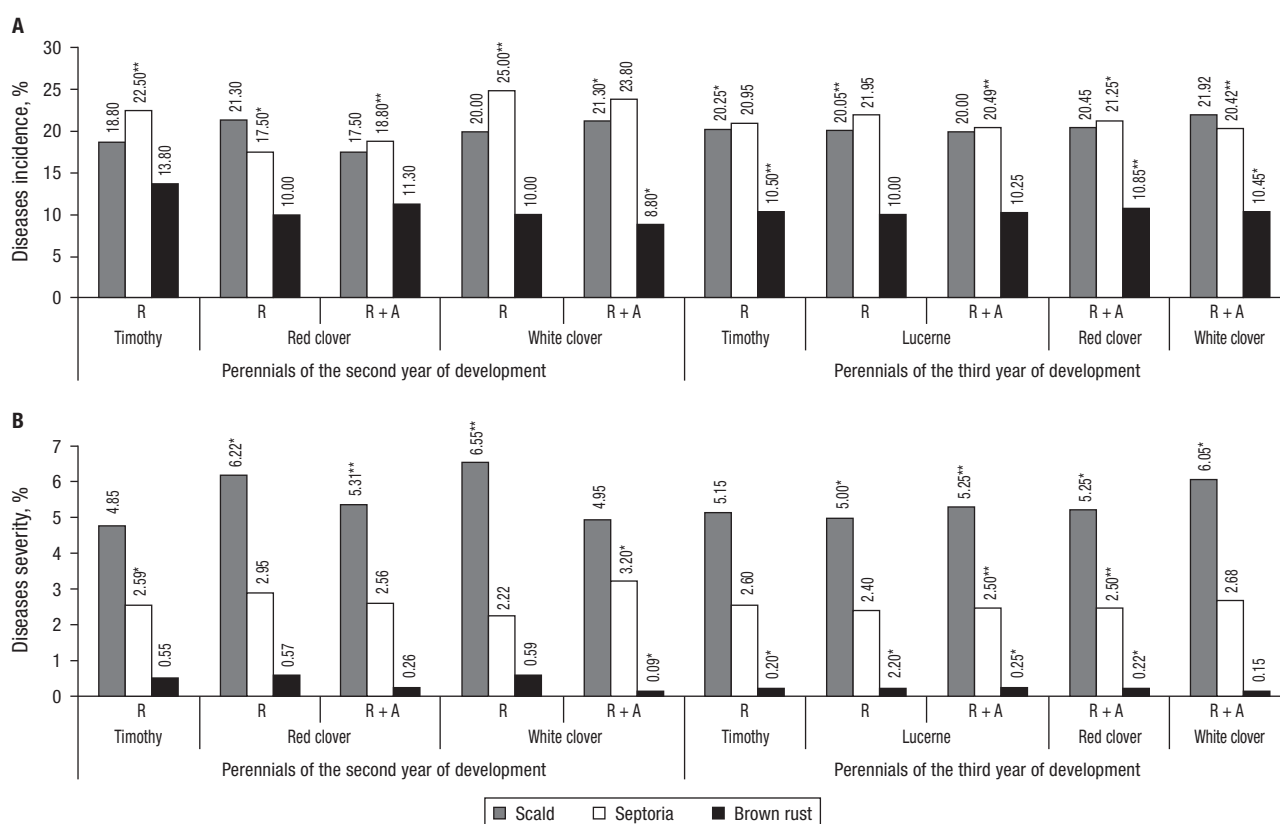 A
Diseases incidence, %
30
25
20
15
10
5
0
18.80 22.50** 13.80 21.30 17.50* 10.00 17.50 18.80** 11.30 20.00 25.00** 10.00 21.30* 23.80 8.80* 20.25* 20.95 10.50** 20.05** 21.95 10.00 20.00 20.49** 10.25 20.45 21.25* 10.85** 21.92 20.42** 10.45*
R R R + A R R + A R R R + A R + A R + A
Timothy Red clover White clover Timothy Lucerne Red clover White clover
Perennials of the second year of development Perennials of the third year of development
B
Diseases severity, %
7
6
5
4
3
2
1
0
4.85 2.59* 0.55 6.22* 2.95 0.57 5.31** 2.56 0.26 6.55** 2.22 0.59 4.95 3.20* 0.09* 5.15 2.60 0.20* 5.00* 2.40 2.20* 5.25** 2.50** 0.25* 5.25* 2.50** 0.22* 6.05* 2.68 0.15
R R R + A R R + A R R R + A R + A R + A
Timothy Red clover White clover Timothy Lucerne Red clover White clover
Perennials of the second year of development Perennials of the third year of development
Scald Septoria Brown rust